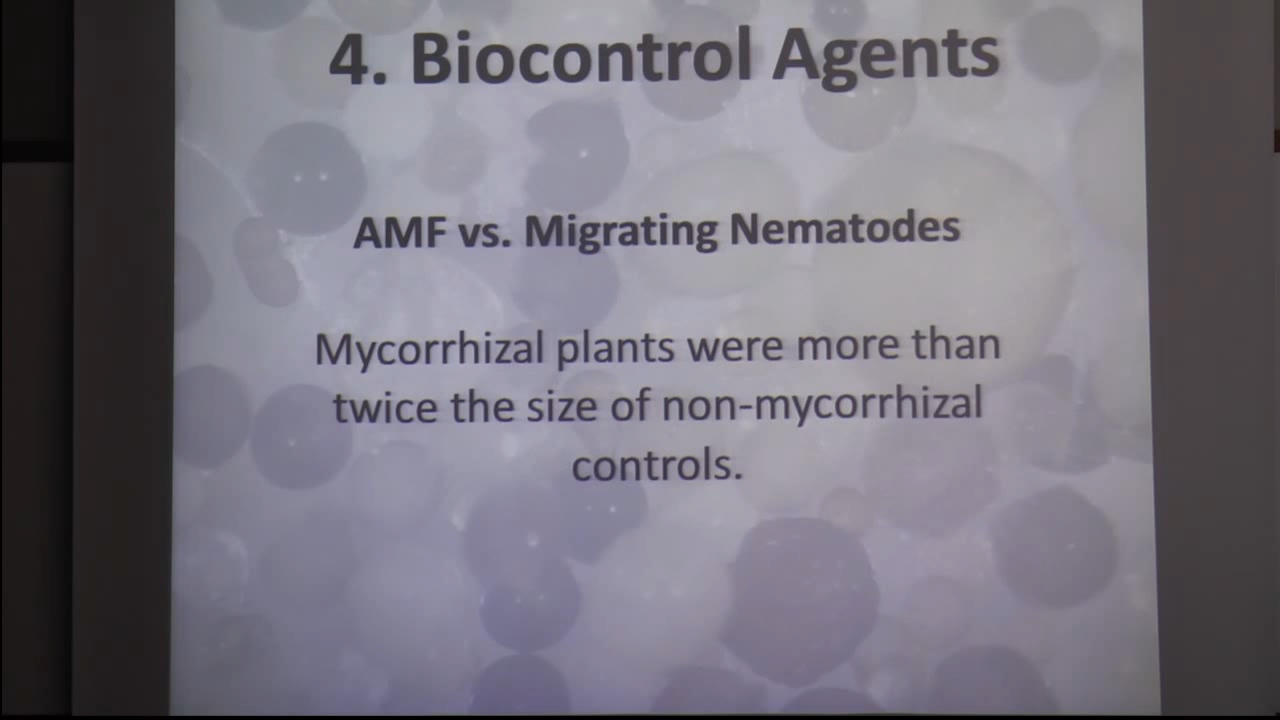 4. Biocontrol Agents
AMF vs. Migrating Nematodes
Mycorrhizal plants were more than
twice the size of non-mycorrhizal
controls.